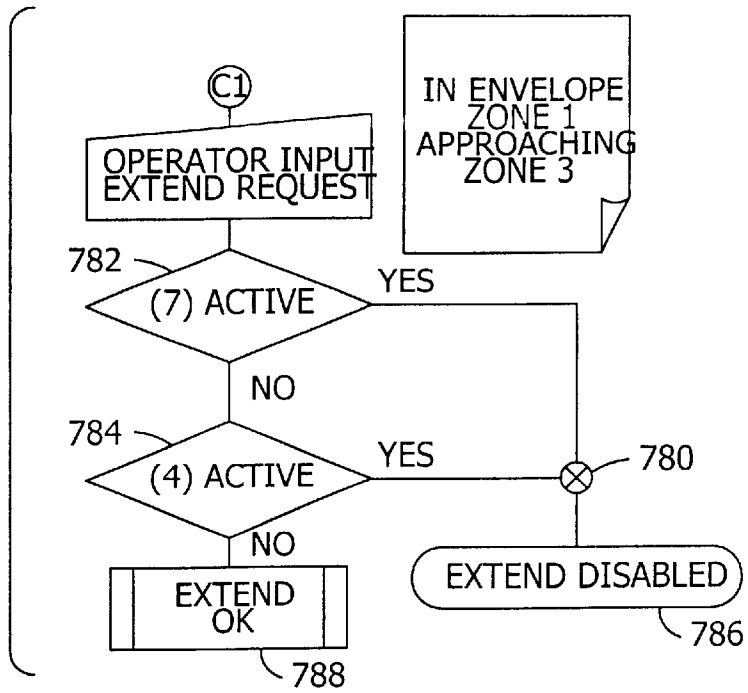 C1
OPERATOR INPUT
EXTEND REQUEST
IN ENVELOPE
ZONE 1
APPROACHING
ZONE 3
782
(7) ACTIVE
YES
NO
784
(4) ACTIVE
YES
780
NO
EXTEND
OK
788
EXTEND DISABLED
786